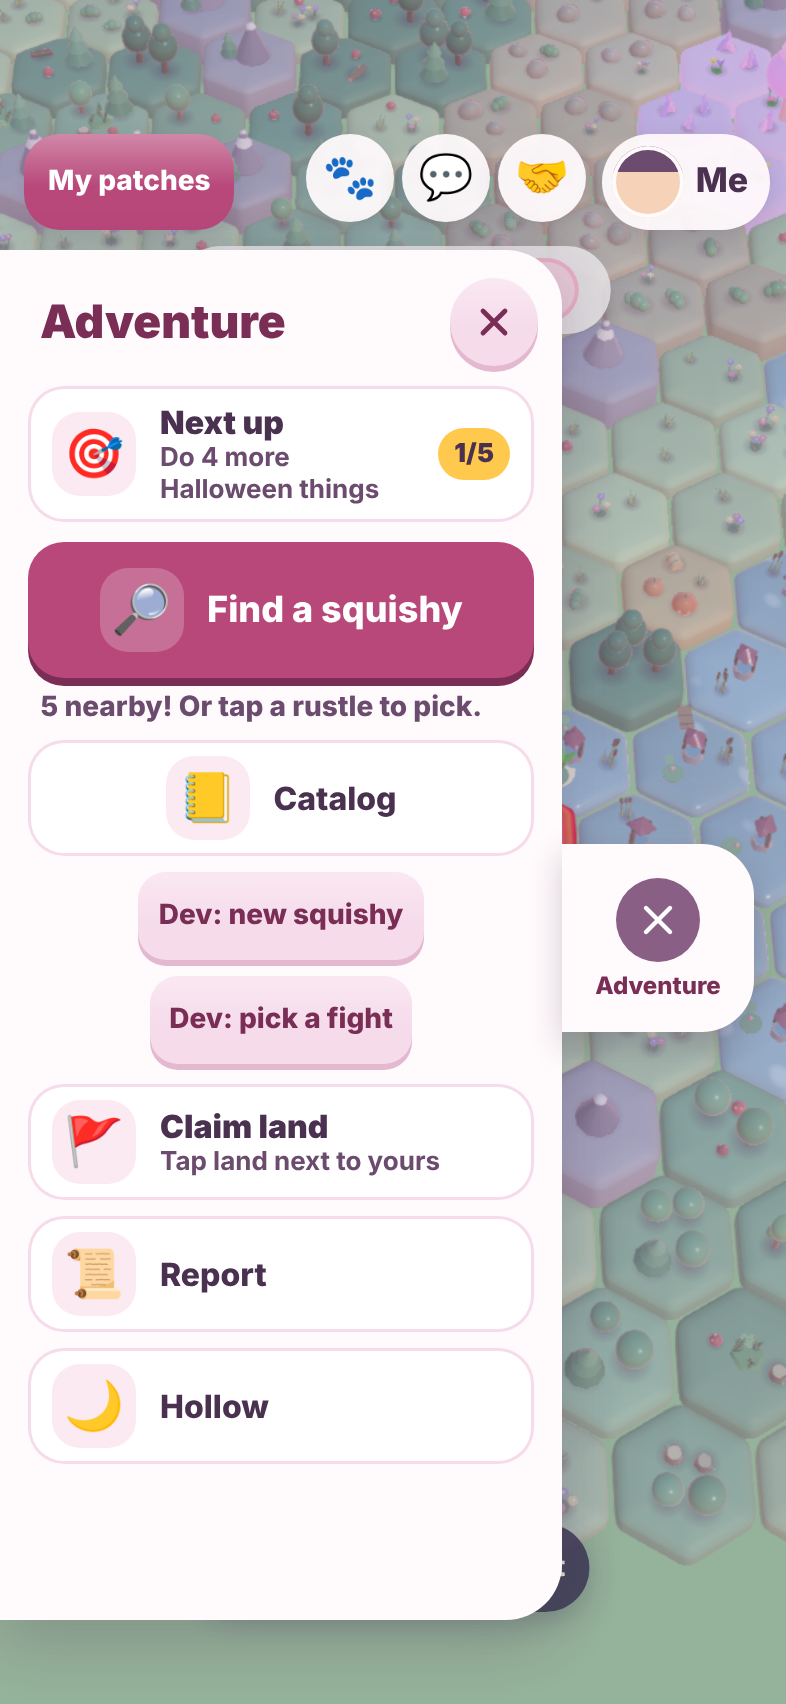 My patches
Me
Adventure
Next up
Do 4 more
Halloween things
1/5
Find a squishy
5 nearby! Or tap a rustle to pick.
Catalog
Dev: new squishy
Adventure
Dev: pick a fight
Claim land
Tap land next to yours
Report
Hollow